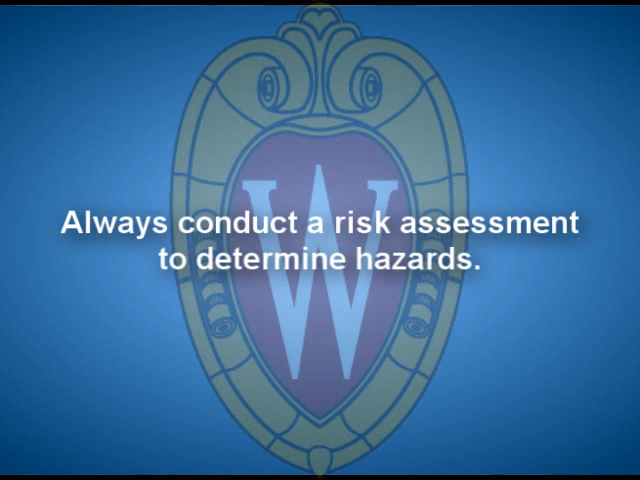 Always conduct a risk assessment
to determine hazards.
W